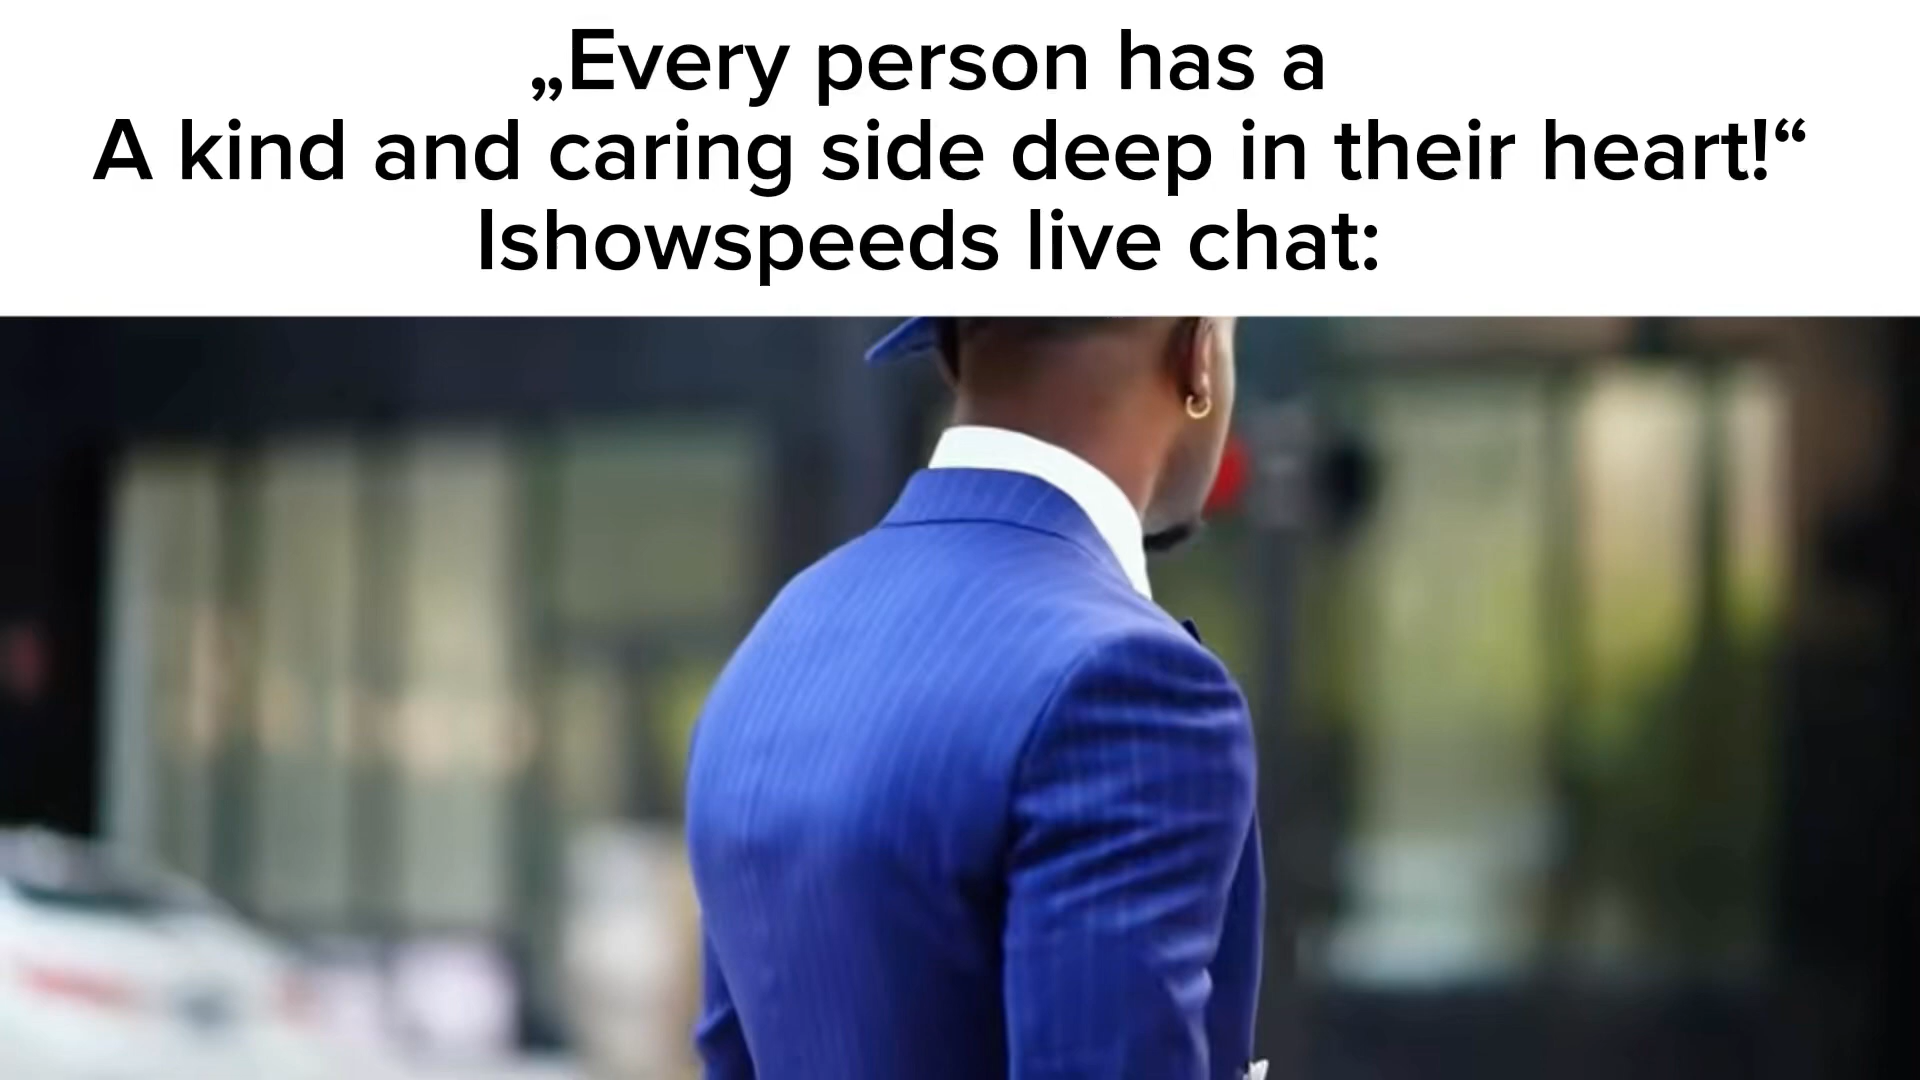 „Every person has a
A kind and caring side deep in their heart!“
Ishowspeeds live chat: